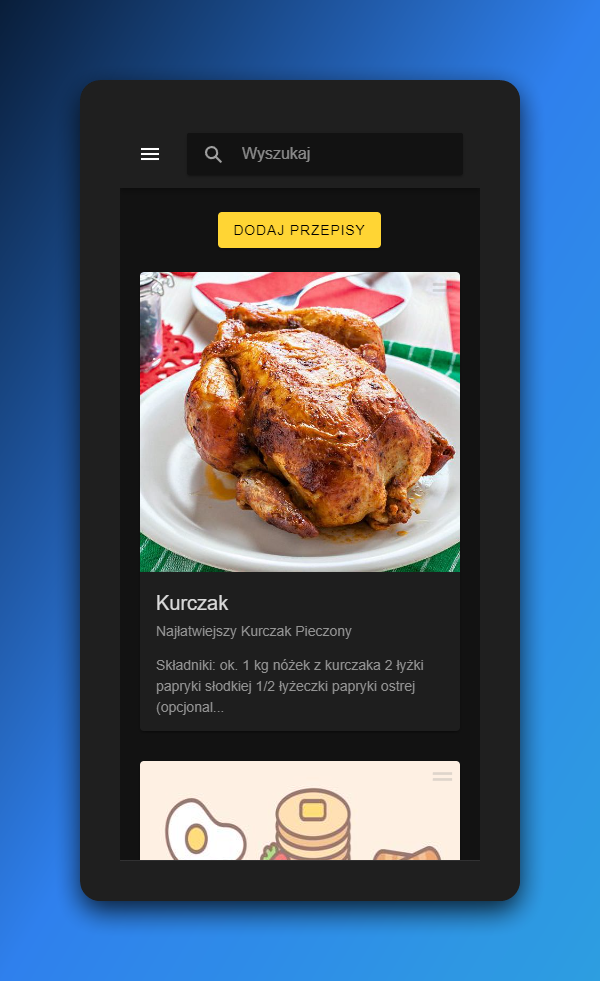 Wyszukaj
DODAJ PRZEPISY
Kurczak
Najłatwiejszy Kurczak Pieczony
Składniki: ok. 1 kg nóżek z kurczaka 2 łyżki
papryki słodkiej 1/2 łyżeczki papryki ostrej
(opcjonal...